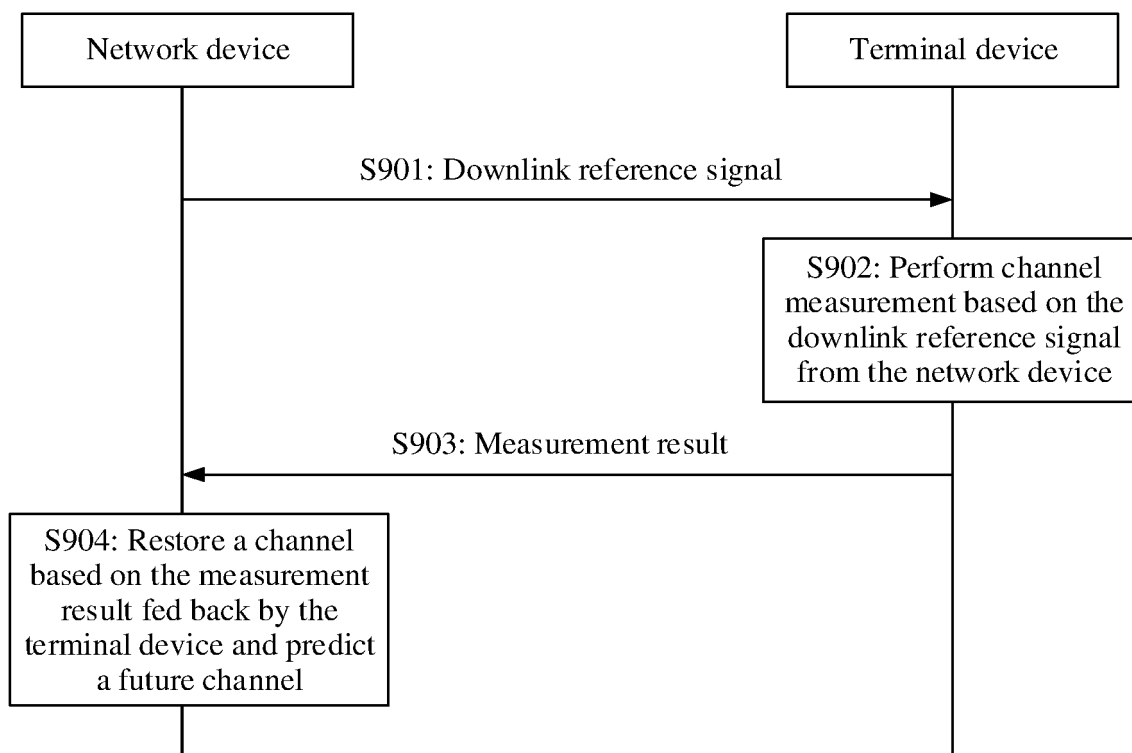 Network device
Terminal device
S901: Downlink reference signal
S902: Perform channel
measurement based on the
downlink reference signal
from the network device
S903: Measurement result
S904: Restore a channel
based on the measurement
result fed back by the
terminal device and predict
a future channel